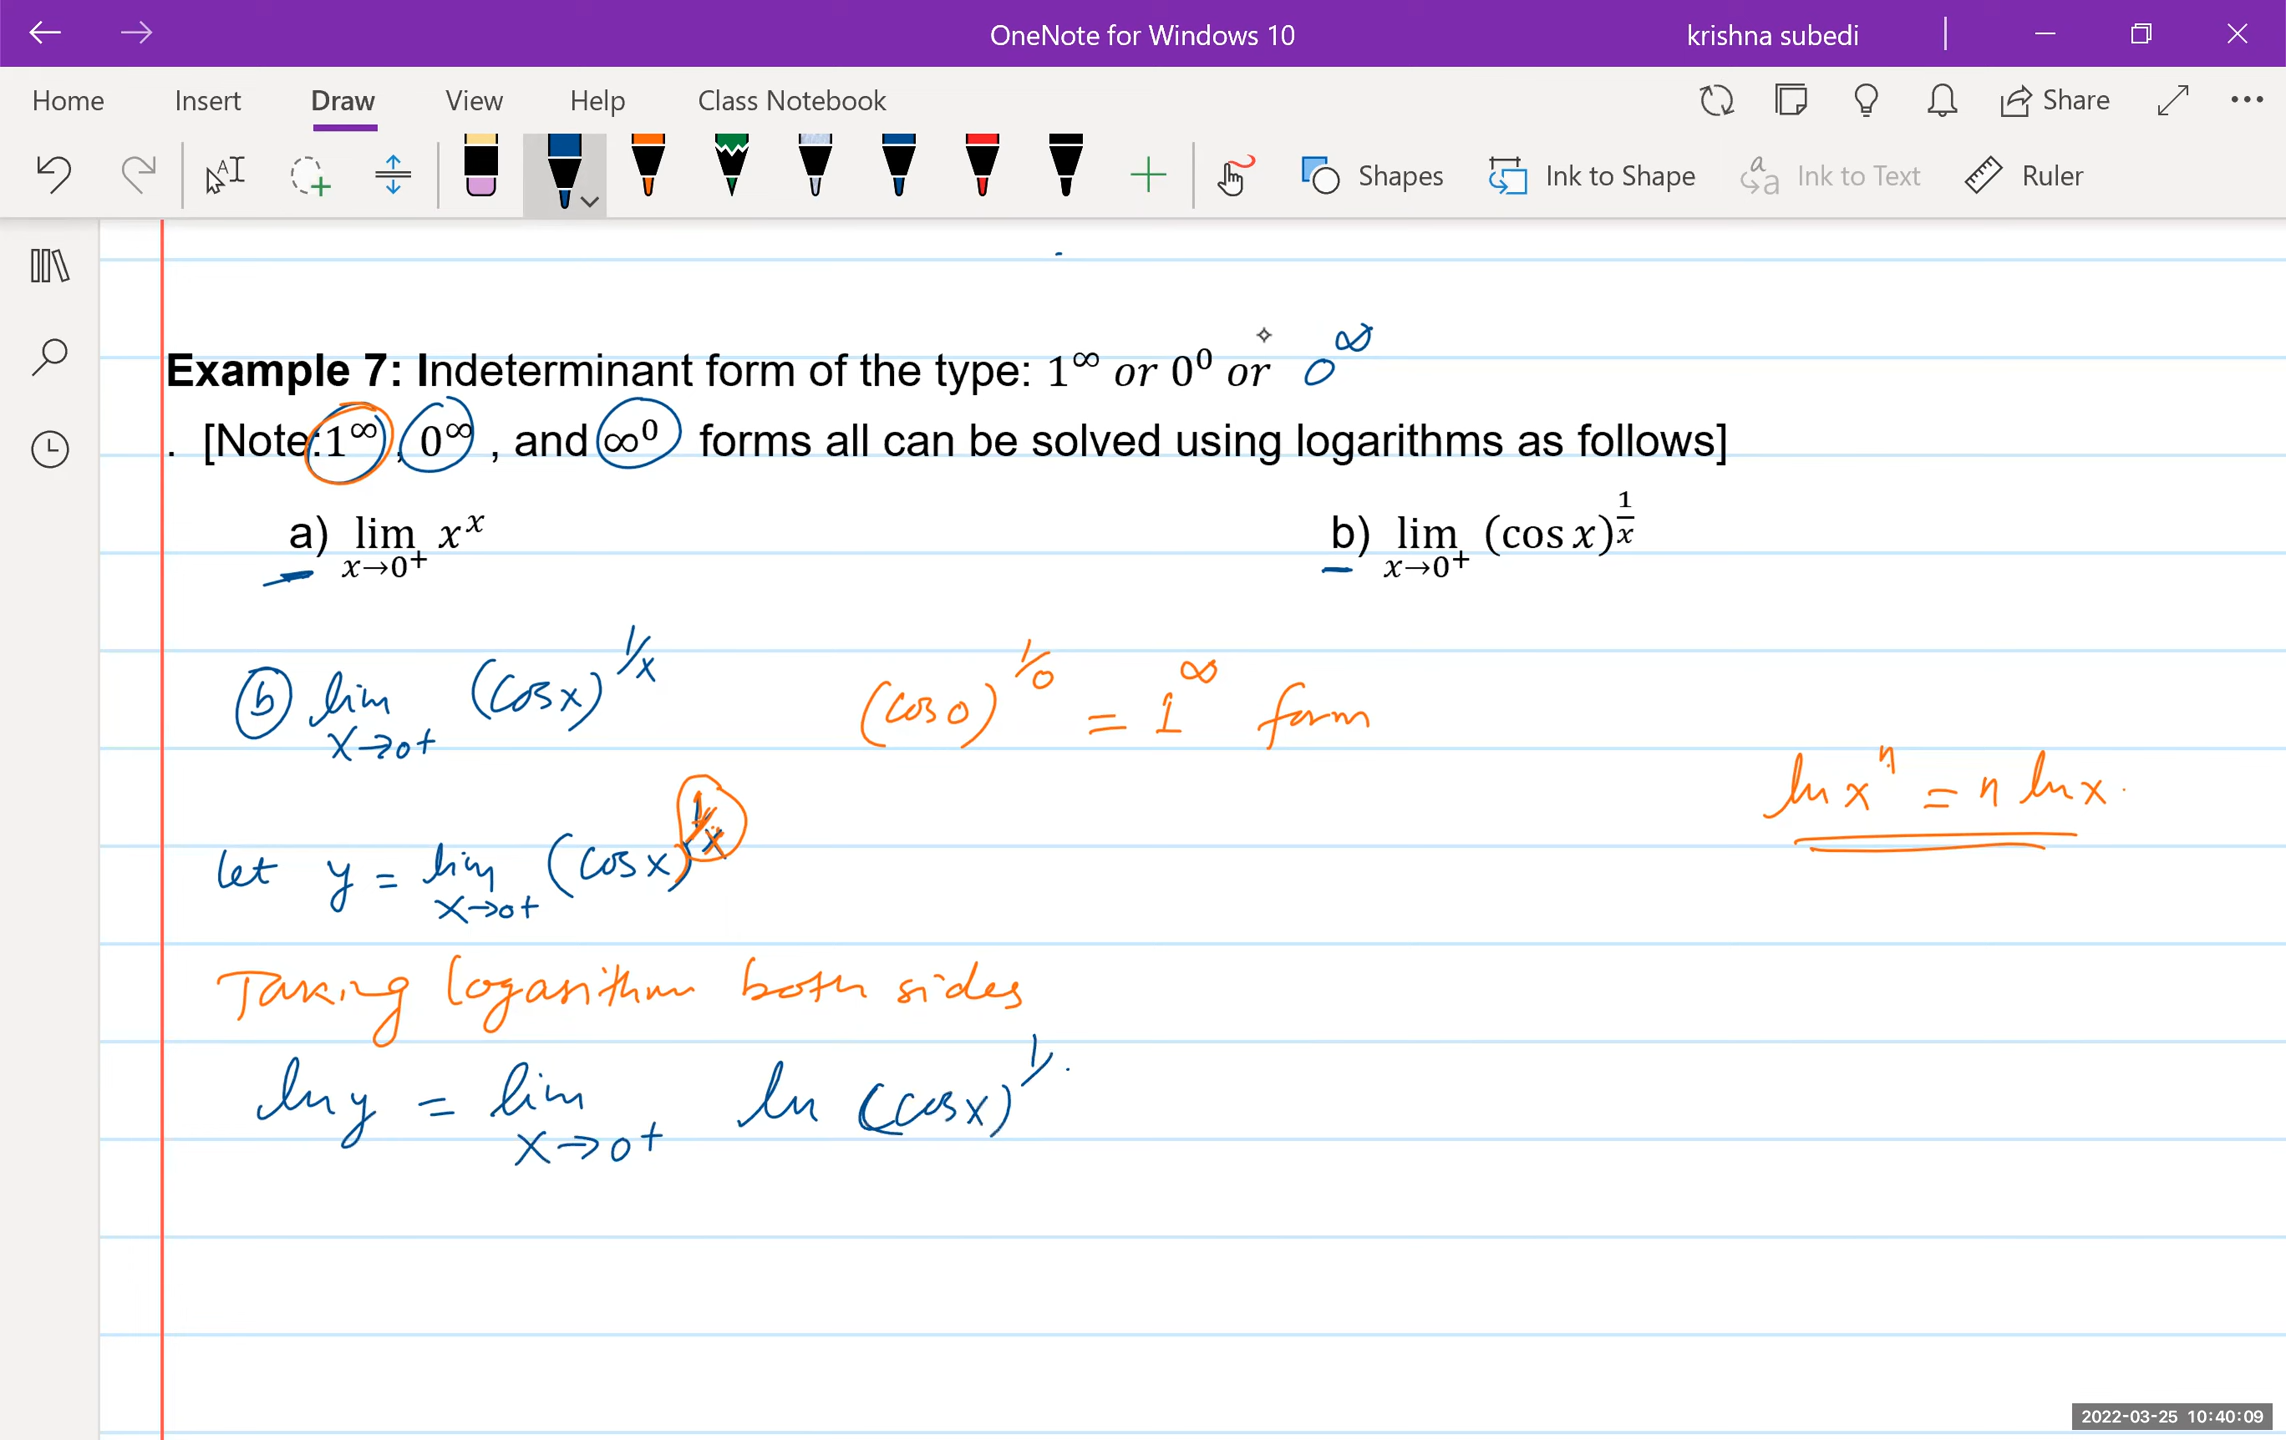 OneNote for Windows 10
krishna subedi
Home Insert Draw View Help Class Notebook Share
Shapes Ink to Shape Ink to Text Ruler
Example 7: Indeterminant form of the type: 1^∞ or 0^0 or 0^∞
. [Note: 1^∞, 0^∞ , and ∞^0 forms all can be solved using logarithms as follows]
a) lim x→0+ x^x b) lim x→0+ (cos x)^1/x
b lim x→0+ (cos x)^1/x (cos 0)^1/0 = 1^∞ form
ln x^n = n ln x.
let y = lim x→0+ (cos x)^1/x
Taking logarithm both sides
ln y = lim x→0+ ln (cos x)^1/
2022-03-25 10:40:09